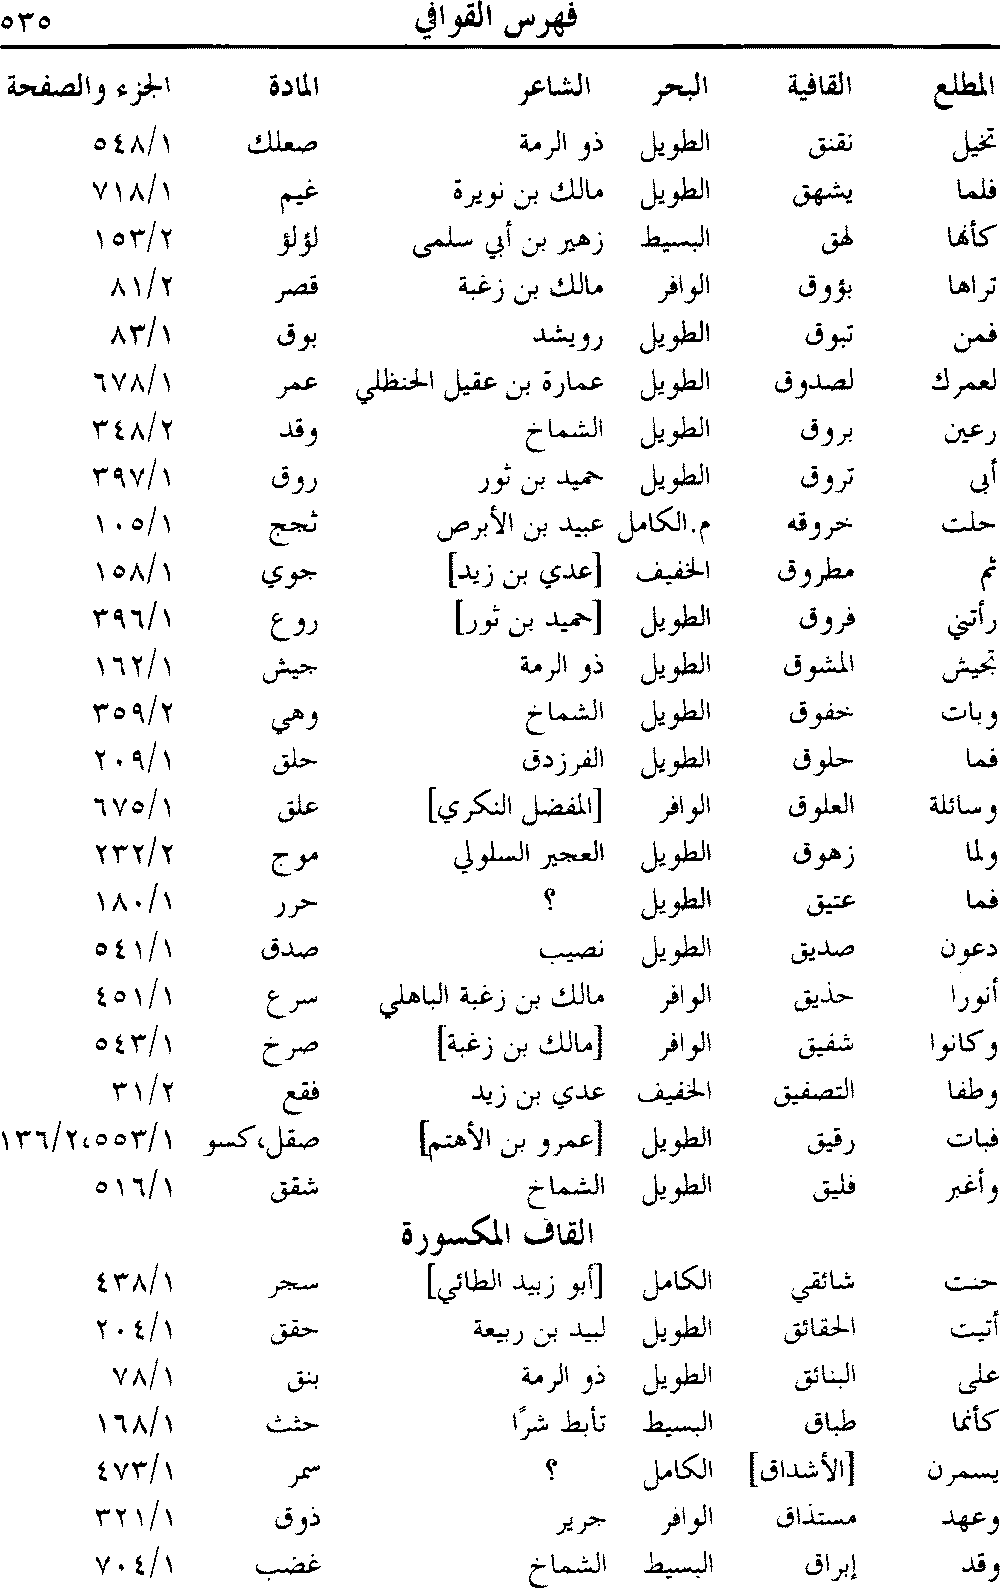 فهرس القوافي ٥٣٥
المطلع القافية البحر الشاعر المادة الجزء والصفحة
تخيل نقنق الطويل ذو الرمة صعلك ٥٤٨/١
فلما يشهق الطويل مالك بن نويرة غيم ٧١٨/١
كأنها لهق البسيط زهير بن أبي سلمى لؤلؤ ١٥٣/٢
تراها بؤوق الوافر مالك بن زغبة قصر ٨١/٢
فمن تبوق الطويل رويشد بوق ٨٣/١
لعمرك لصدوق الطويل عمارة بن عقيل الحنظلي عمر ٦٧٨/١
رعين بروق الطويل الشماخ وقد ٣٤٨/٢
أبى تروق الطويل حميد بن ثور روق ٣٩٧/١
حلت خروقه م.الكامل عبيد بن الأبرص ثجج ١٠٥/١
ثم مطروق الخفيف [عدي بن زيد] جوي ١٥٨/١
رأتني فروق الطويل [حميد بن ثور] روع ٣٩٦/١
تجيش المشوق الطويل ذو الرمة جيش ١٦٢/١
وبات خفوق الطويل الشماخ وهي ٣٥٩/٢
فما حلوق الطويل الفرزدق حلق ٢٠٩/١
وسائلة العلوق الوافر [المفضل النكري] علق ٦٧٥/١
ولما زهوق الطويل العجير السلولي موج ٢٣٢/٢
فما عتيق الطويل ؟ حرر ١٨٠/١
دعون صديق الطويل نصيب صدق ٥٤١/١
أنورا حذيق الوافر مالك بن زغبة الباهلي سرع ٤٥١/١
وكانوا شفيق الوافر [مالك بن زغبة] صرخ ٥٤٣/١
وطفا التصفيق الخفيف عدي بن زيد فقع ٣١/٢
فبات رقيق الطويل [عمرو بن الأهتم] صقل،كسو ٥٥٣/١،١٣٦/٢
وأغبر فليق الطويل الشماخ شقق ٥١٦/١
القاف المكسورة
حنت شائقي الكامل [أبو زبيد الطائي] سجر ٤٣٨/١
أتيت الحقائق الطويل لبيد بن ربيعة حقق ٢٠٤/١
على البنائق الطويل ذو الرمة بنق ٧٨/١
كأنما طباق البسيط تأبط شرًا حثث ١٦٨/١
يسمرن [الأشداق] الكامل ؟ سمر ٤٧٣/١
وعهد مستذاق الوافر جرير ذوق ٣٢١/١
وقد إبراق البسيط الشماخ غضب ٧٠٤/١